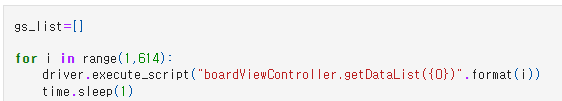 gs_list=[]
for i in range(1,614):
    driver.execute_script("boardViewController.getDataList({0})".format(i))
    time.sleep(1)